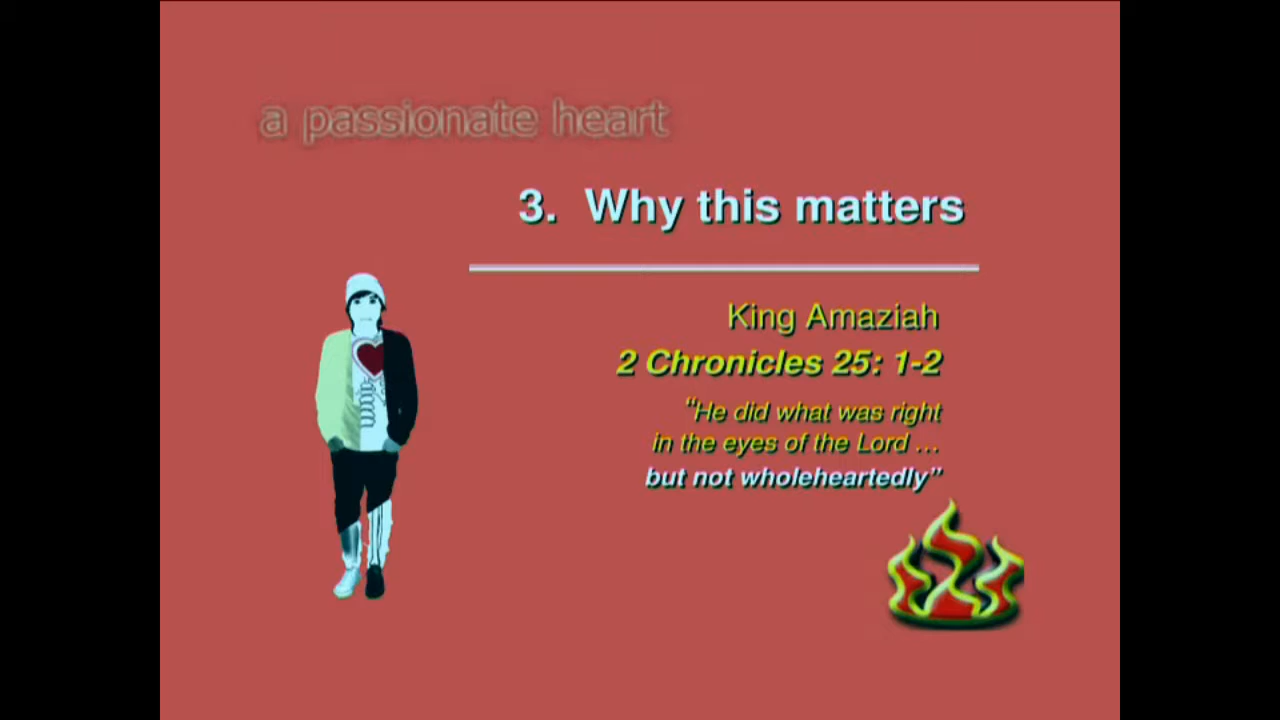 a passionate heart
3. Why this matters
King Amaziah
2 Chronicles 25: 1-2
“He did what was right
in the eyes of the Lord ...
but not wholeheartedly”